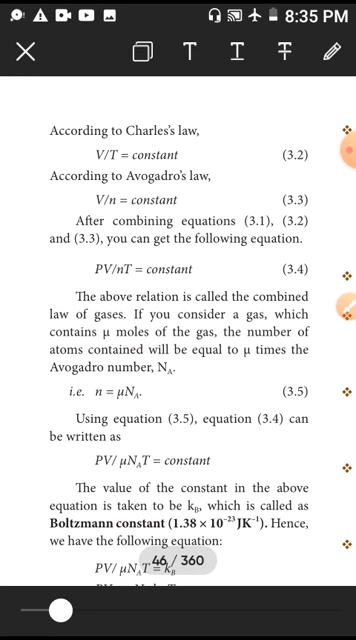 8:35 PM
T T T
According to Charles's law,
V/T = constant (3.2)
According to Avogadro's law,
V/n = constant (3.3)
After combining equations (3.1), (3.2)
and (3.3), you can get the following equation.
PV/nT = constant (3.4)
The above relation is called the combined
law of gases. If you consider a gas, which
contains μ moles of the gas, the number of
atoms contained will be equal to μ times the
Avogadro number, N_A.
i.e. n = μN_A. (3.5)
Using equation (3.5), equation (3.4) can
be written as
PV/ μN_AT = constant
The value of the constant in the above
equation is taken to be k_B, which is called as
Boltzmann constant (1.38 × 10⁻²³ JK⁻¹). Hence,
we have the following equation:
PV/ μN_AT = k_B
46 / 360